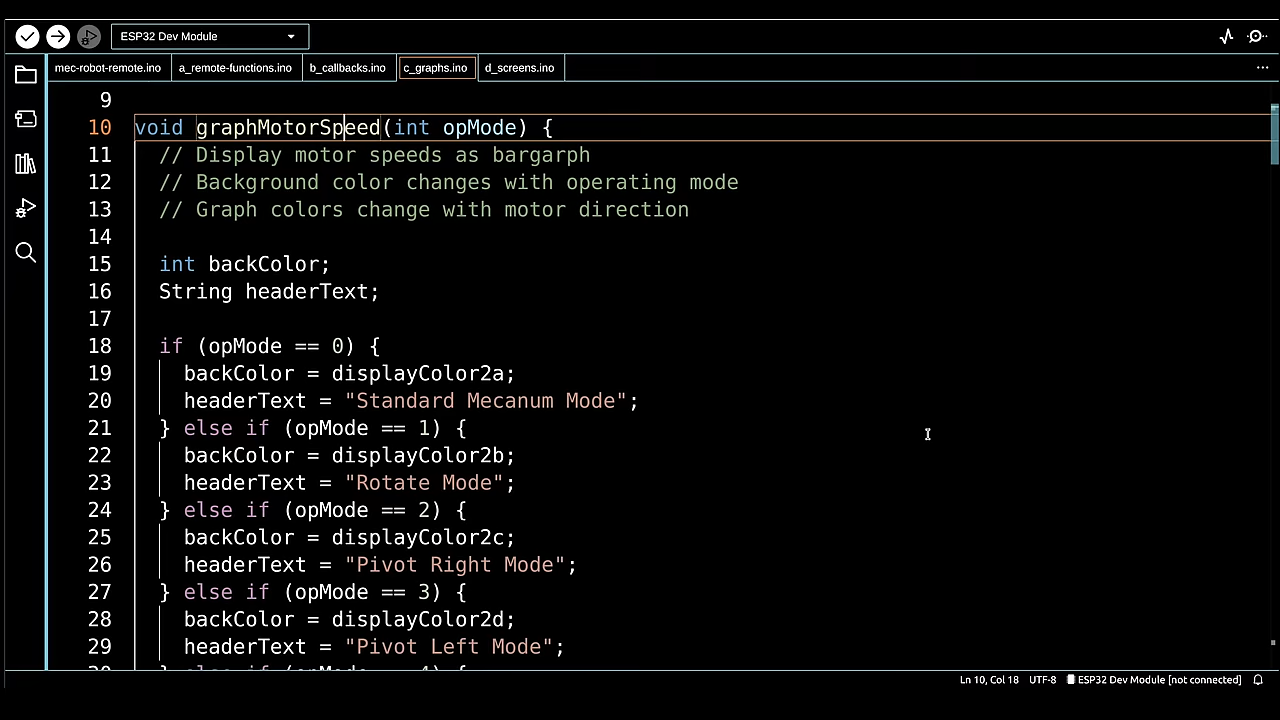 ESP32 Dev Module
mec-robot-remote.ino a_remote-functions.ino b_callbacks.ino c_graphs.ino d_screens.ino
9
10 void graphMotorSpeed(int opMode) {
11 // Display motor speeds as bargarph
12 // Background color changes with operating mode
13 // Graph colors change with motor direction
14
15 int backColor;
16 String headerText;
17
18 if (opMode == 0) {
19 backColor = displayColor2a;
20 headerText = "Standard Mecanum Mode";
21 } else if (opMode == 1) {
22 backColor = displayColor2b;
23 headerText = "Rotate Mode";
24 } else if (opMode == 2) {
25 backColor = displayColor2c;
26 headerText = "Pivot Right Mode";
27 } else if (opMode == 3) {
28 backColor = displayColor2d;
29 headerText = "Pivot Left Mode";
30 } else if (opMode == 4) {
Ln 10, Col 18 UTF-8 ESP32 Dev Module [not connected]